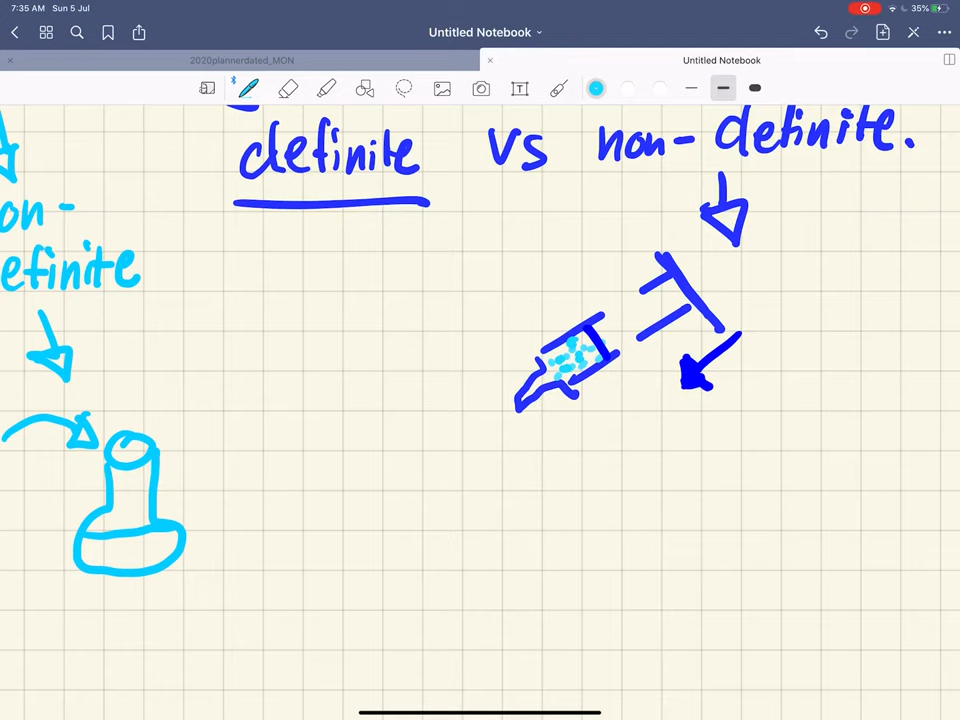 7:35 AM Sun 5 Jul
35%
Untitled Notebook
2020plannerdated_MON
Untitled Notebook
T
definite vs non-definite.
on-
efinite